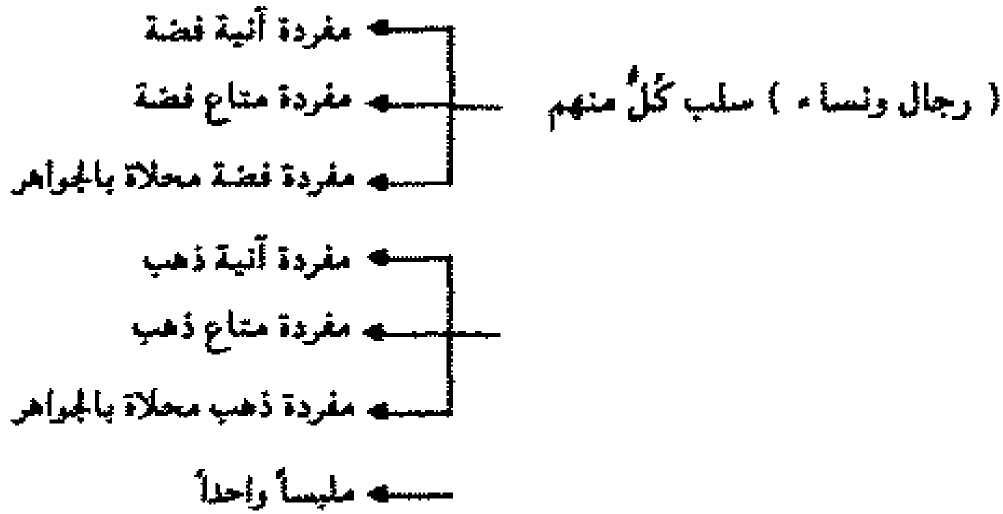 مفردة آنية فضة
( رجال ونساء ) سلب كُلٌّ منهم
مفردة متاع فضة
مفردة فضة محلاة بالجواهر
مفردة آنية ذهب
مفردة متاع ذهب
مفردة ذهب محلاة بالجواهر
ملبساً واحداً